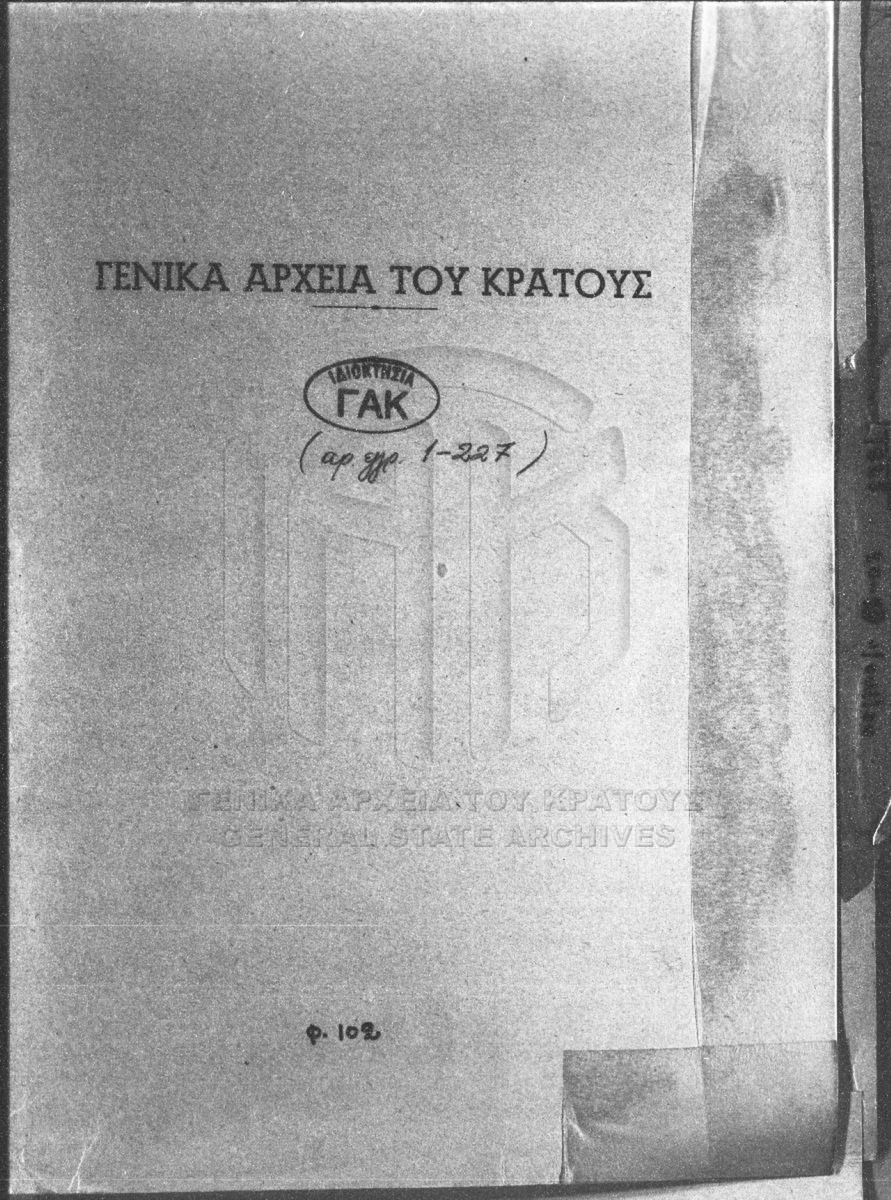 ΓΕΝΙΚΑ ΑΡΧΕΙΑ ΤΟΥ ΚΡΑΤΟΥΣ
ΙΔΙΟΚΤΗΣΙΑ
ΓΑΚ
(αρ. εγγρ. 1-227)
ΓΕΝΙΚΑ ΑΡΧΕΙΑ ΤΟΥ ΚΡΑΤΟΥΣ
GENERAL STATE ARCHIVES
φ. 102